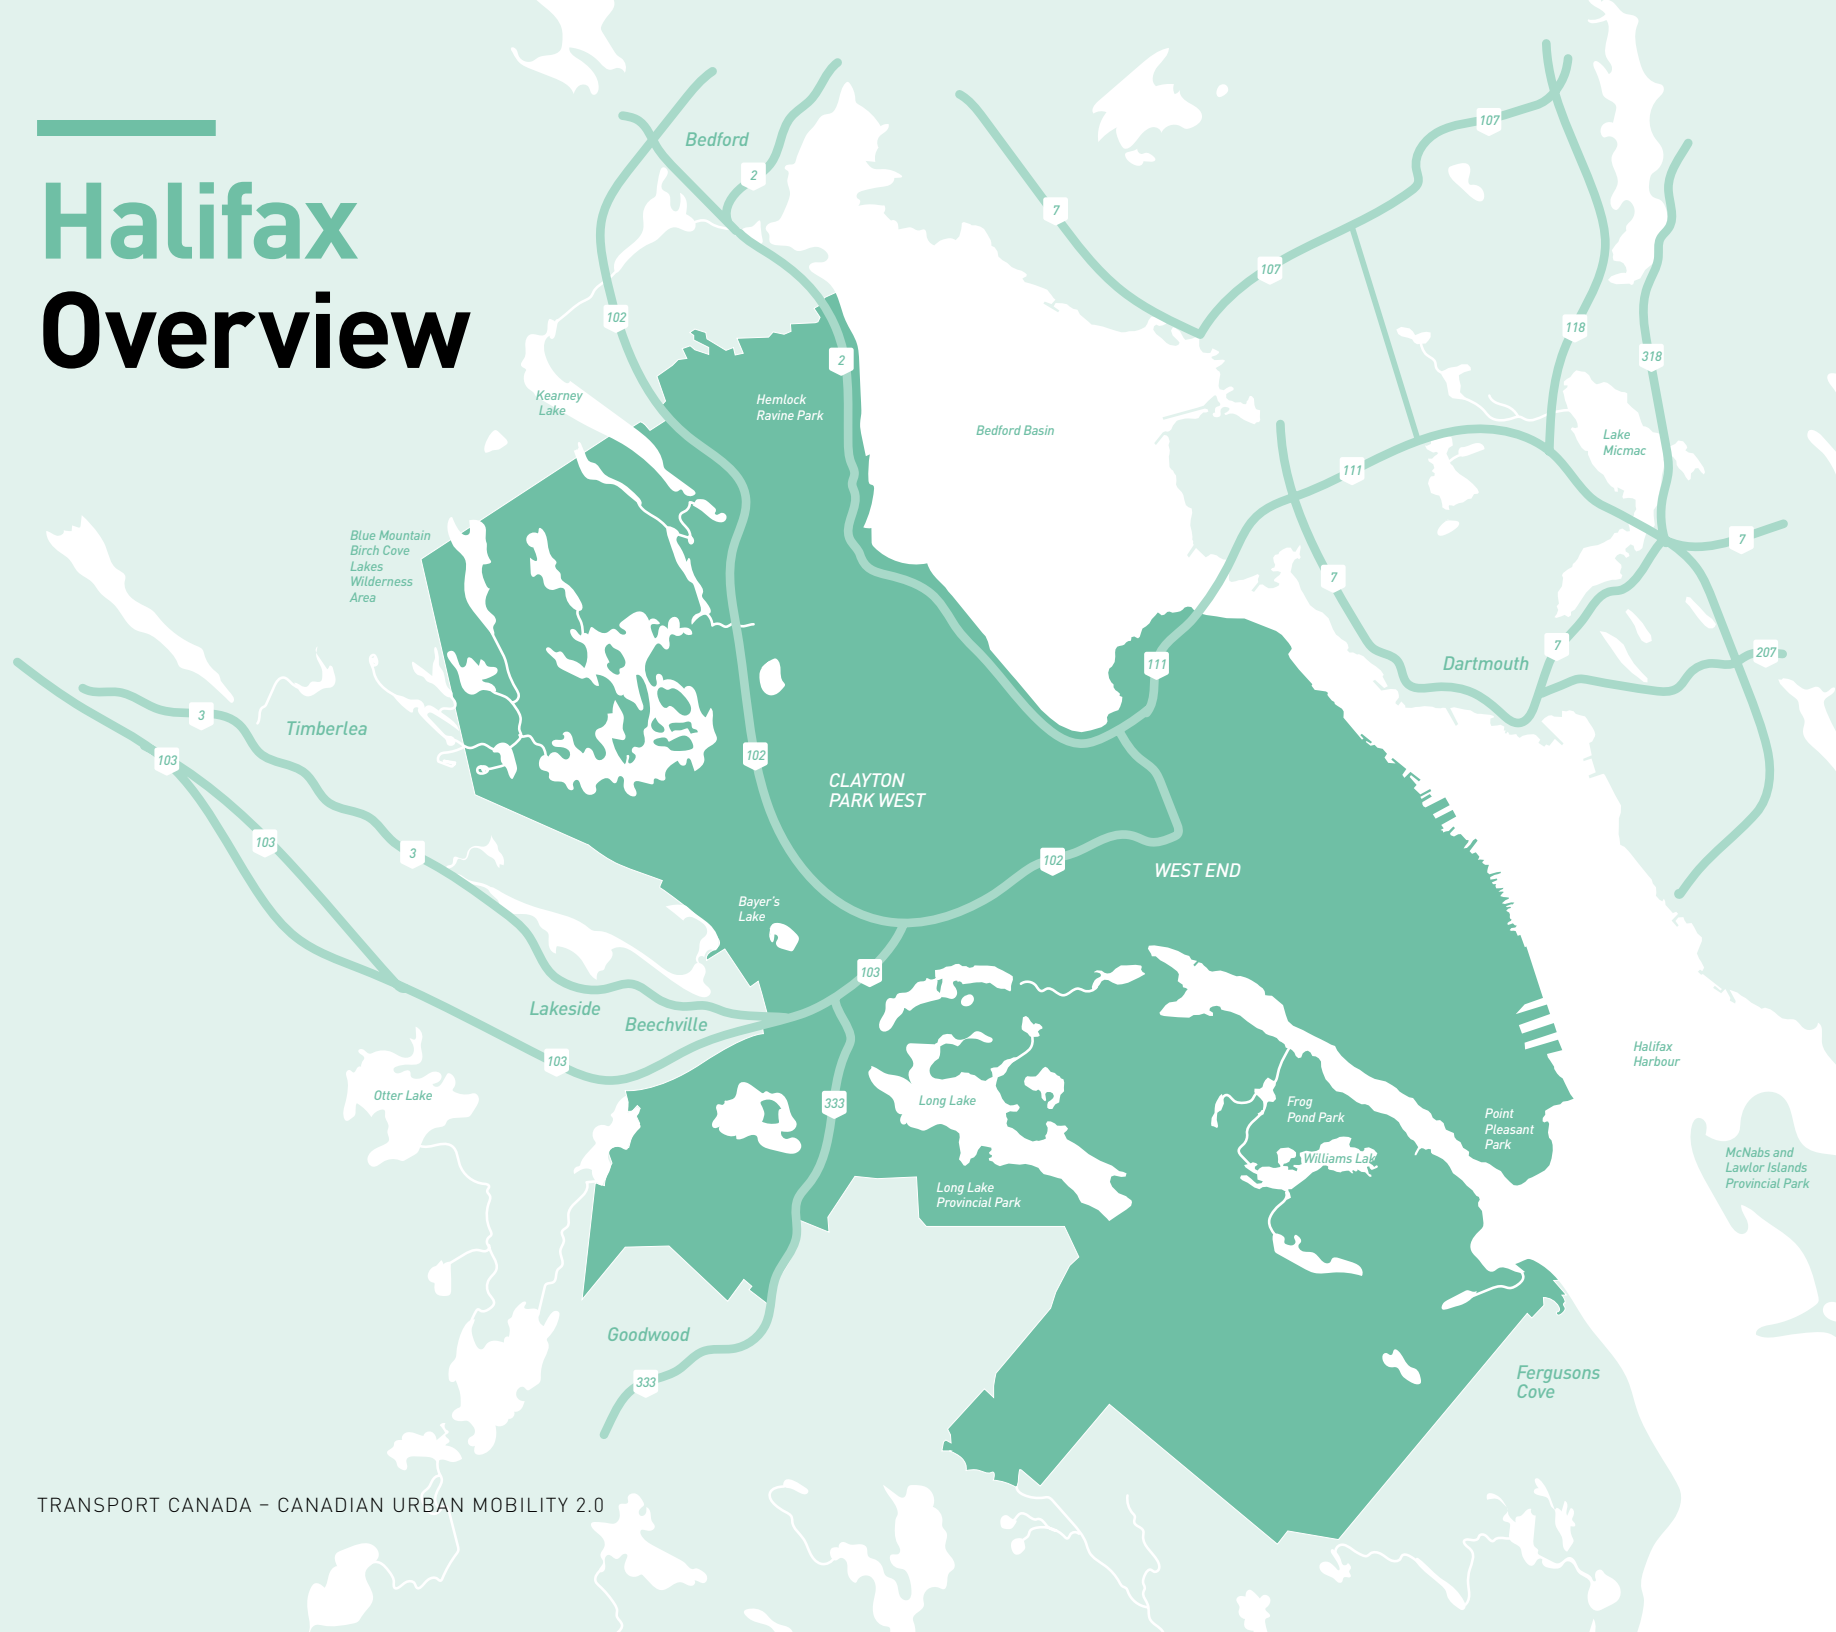 Halifax
Overview
Bedford
2
7
107
107
102
118
318
2
Kearney
Lake
Hemlock
Ravine Park
Bedford Basin
Lake
Micmac
111
7
Blue Mountain
Birch Cove
Lakes
Wilderness
Area
7
7
207
111
Dartmouth
3
Timberlea
103
102
CLAYTON
PARK WEST
103
3
102
WEST END
Bayer's
Lake
103
Lakeside
Beechville
103
Halifax
Harbour
Otter Lake
333
Long Lake
Frog
Pond Park
Point
Pleasant
Park
Williams Lak
McNabs and
Lawlor Islands
Provincial Park
Long Lake
Provincial Park
Goodwood
333
Fergusons
Cove
TRANSPORT CANADA – CANADIAN URBAN MOBILITY 2.0